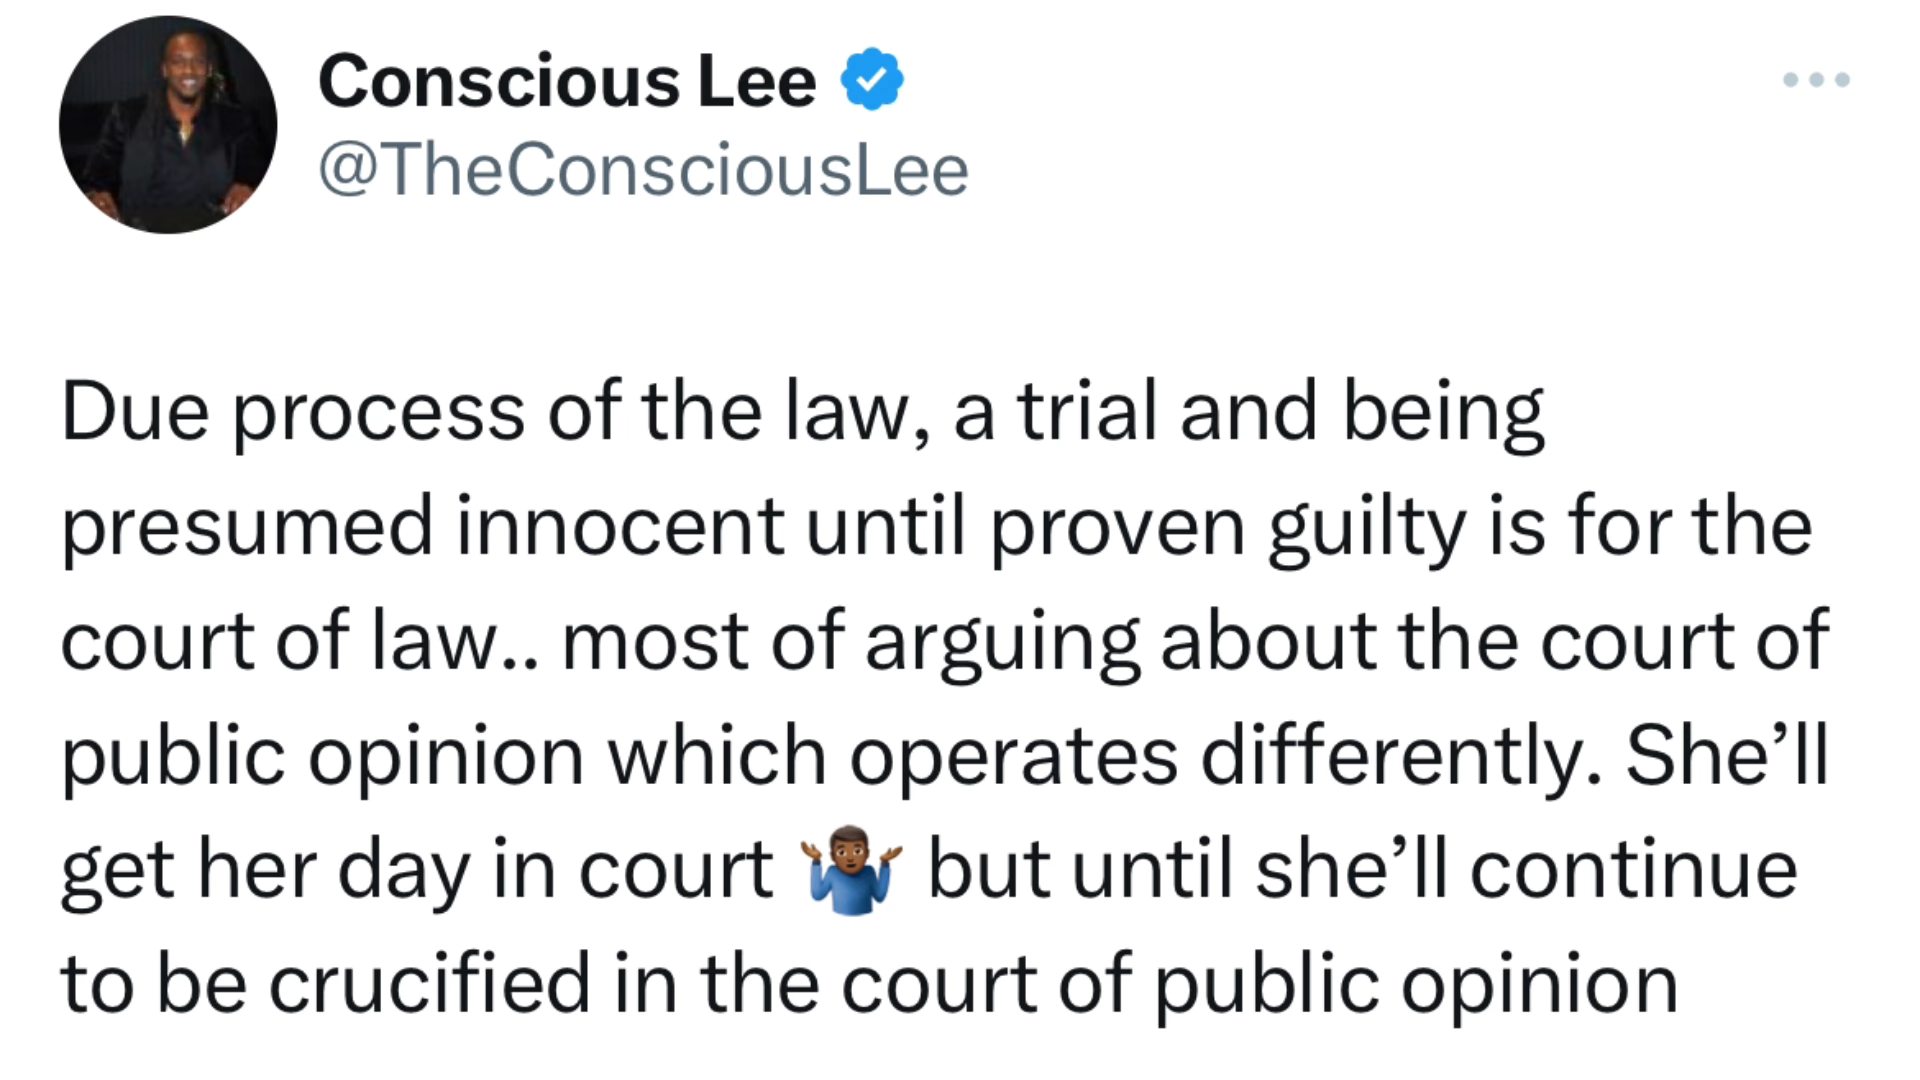 Conscious Lee
@TheConsciousLee
Due process of the law, a trial and being
presumed innocent until proven guilty is for the
court of law.. most of arguing about the court of
public opinion which operates differently. She’ll
get her day in court 🤷🏾‍♂️ but until she’ll continue
to be crucified in the court of public opinion